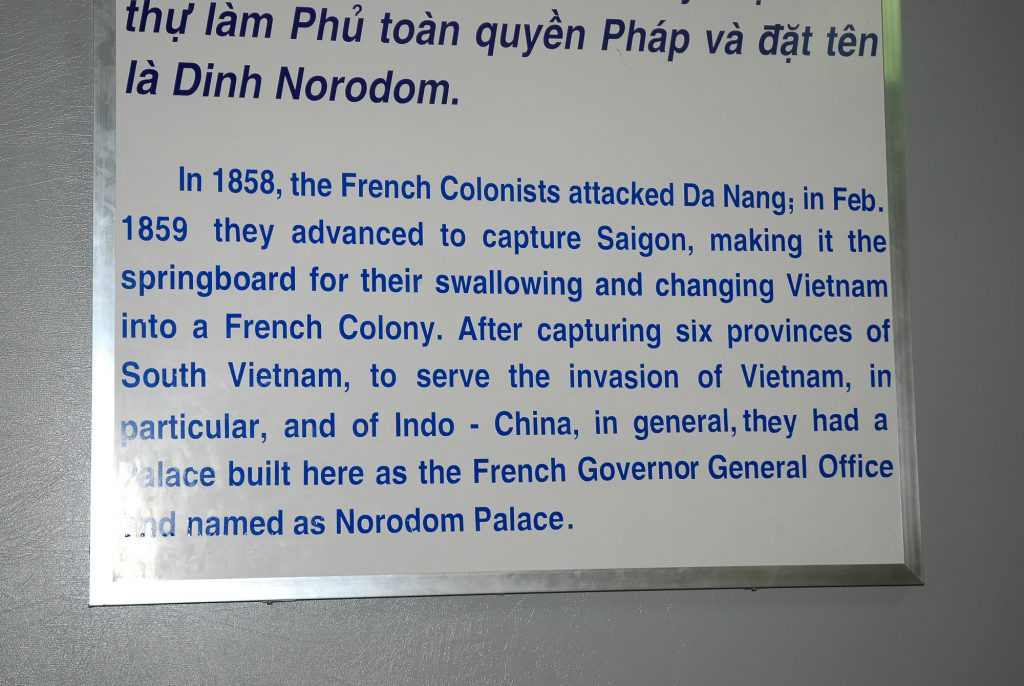 thự làm Phủ toàn quyền Pháp và đặt tên
là Dinh Norodom.
In 1858, the French Colonists attacked Da Nang; in Feb.
1859 they advanced to capture Saigon, making it the
springboard for their swallowing and changing Vietnam
into a French Colony. After capturing six provinces of
South Vietnam, to serve the invasion of Vietnam, in
particular, and of Indo - China, in general, they had a
Palace built here as the French Governor General Office
and named as Norodom Palace.